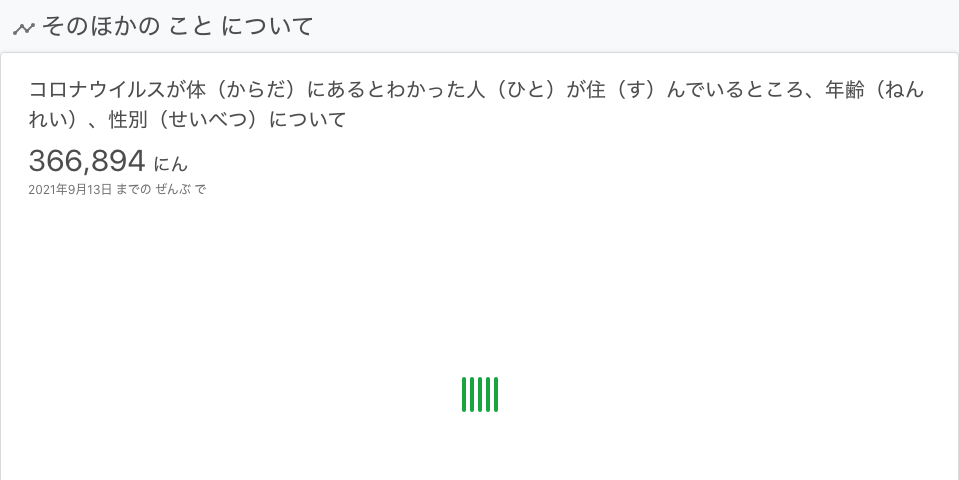 そのほかの こと について
コロナウイルスが体（からだ）にあるとわかった人（ひと）が住（す）んでいるところ、年齢（ねん
れい）、性別（せいべつ）について
366,894 にん
2021年9月13日 までの ぜんぶ で